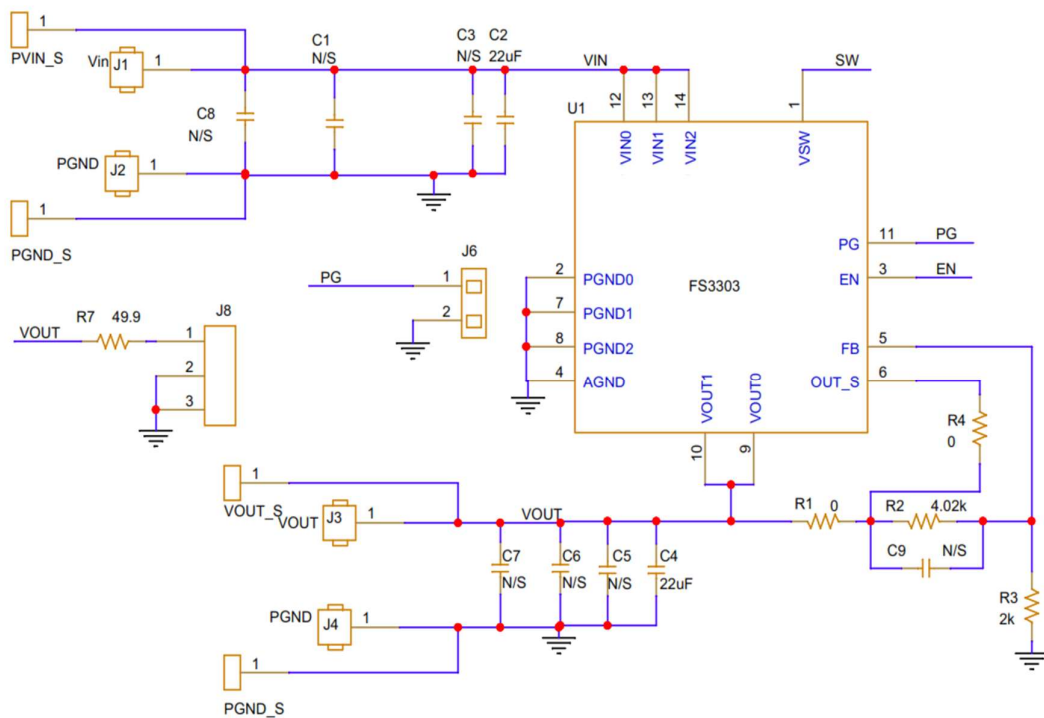 1
PVIN_S
Vin
J1
1
C1
N/S
C3
N/S
C2
22uF
VIN
SW
C8
N/S
PGND
J2
1
1
PGND_S
U1
12
13
14
1
VIN0
VIN1
VIN2
VSW
PG
11
PG
EN
3
EN
FS3303
2
PGND0
7
PGND1
8
PGND2
4
AGND
FB
5
OUT_S
6
VOUT1
VOUT0
10
9
J6
PG
1
2
R7
49.9
VOUT
J8
1
2
3
R4
0
1
VOUT_S
VOUT
J3
1
VOUT
R1
0
R2
4.02k
C9
N/S
C7
N/S
C6
N/S
C5
N/S
C4
22uF
R3
2k
PGND
J4
1
1
PGND_S